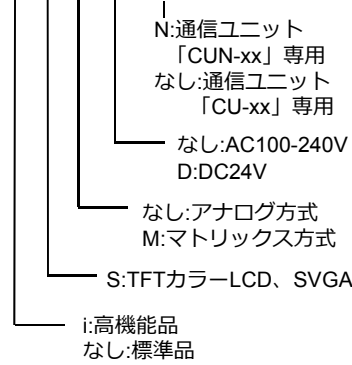 N:通信ユニット
「CUN-xx」専用
なし:通信ユニット
「CU-xx」専用
なし:AC100-240V
D:DC24V
なし:アナログ方式
M:マトリックス方式
S:TFTカラーLCD、SVGA
i:高機能品
なし:標準品